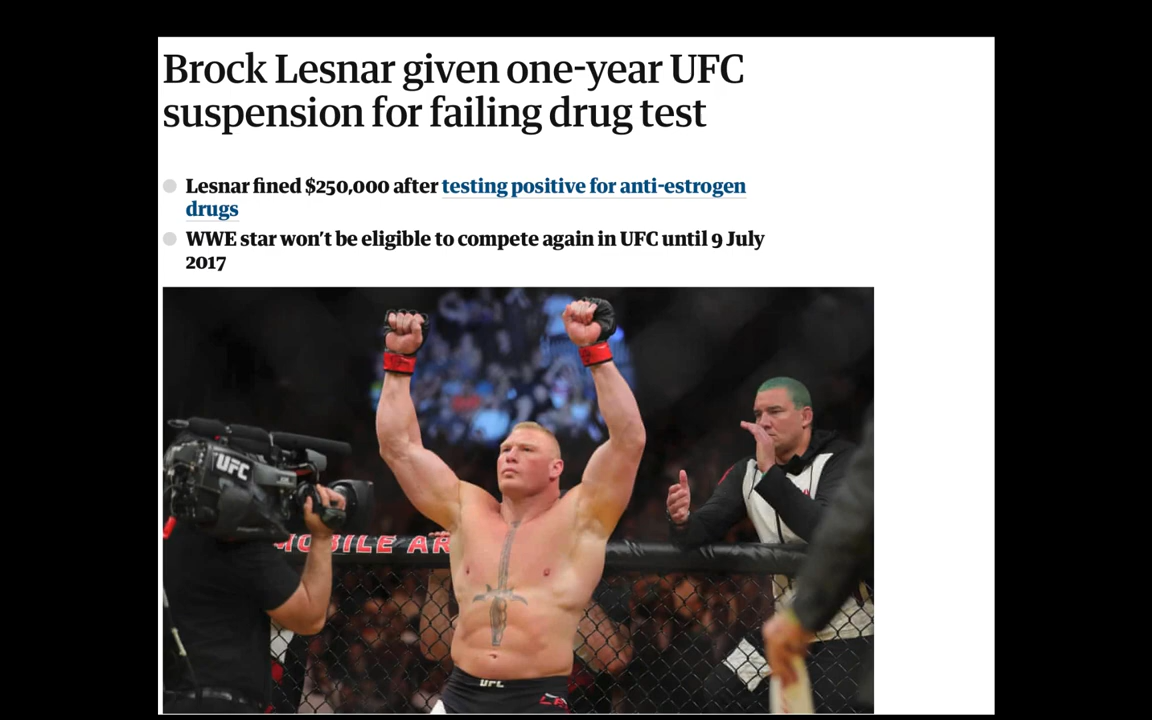 Brock Lesnar given one-year UFC
suspension for failing drug test
Lesnar fined $250,000 after testing positive for anti-estrogen
drugs
WWE star won't be eligible to compete again in UFC until 9 July
2017
UFC
MOBILE AR
UFC